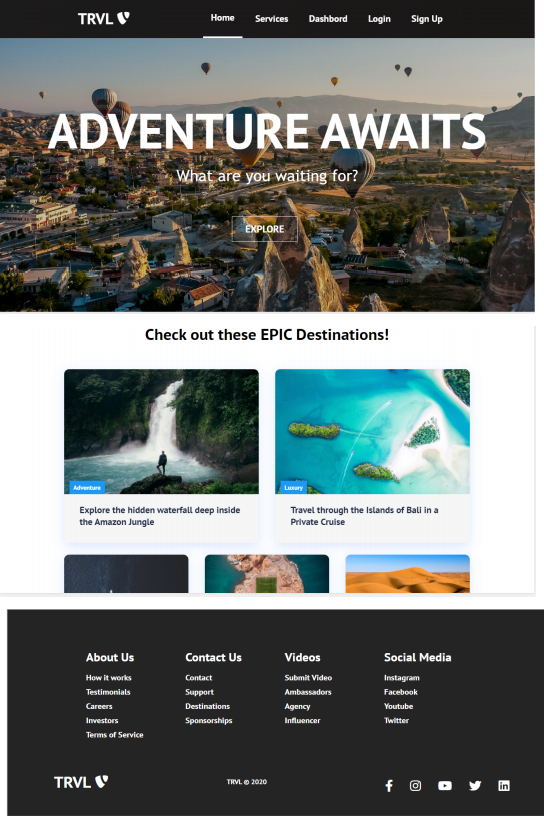 TRVL
Home Services Dashbord Login Sign Up
ADVENTURE AWAITS
What are you waiting for?
EXPLORE
Check out these EPIC Destinations!
Adventure
Explore the hidden waterfall deep inside
the Amazon Jungle
Luxury
Travel through the Islands of Bali in a
Private Cruise
About Us
How it works
Testimonials
Careers
Investors
Terms of Service
Contact Us
Contact
Support
Destinations
Sponsorships
Videos
Submit Video
Ambassadors
Agency
Influencer
Social Media
Instagram
Facebook
Youtube
Twitter
TRVL
TRVL © 2020